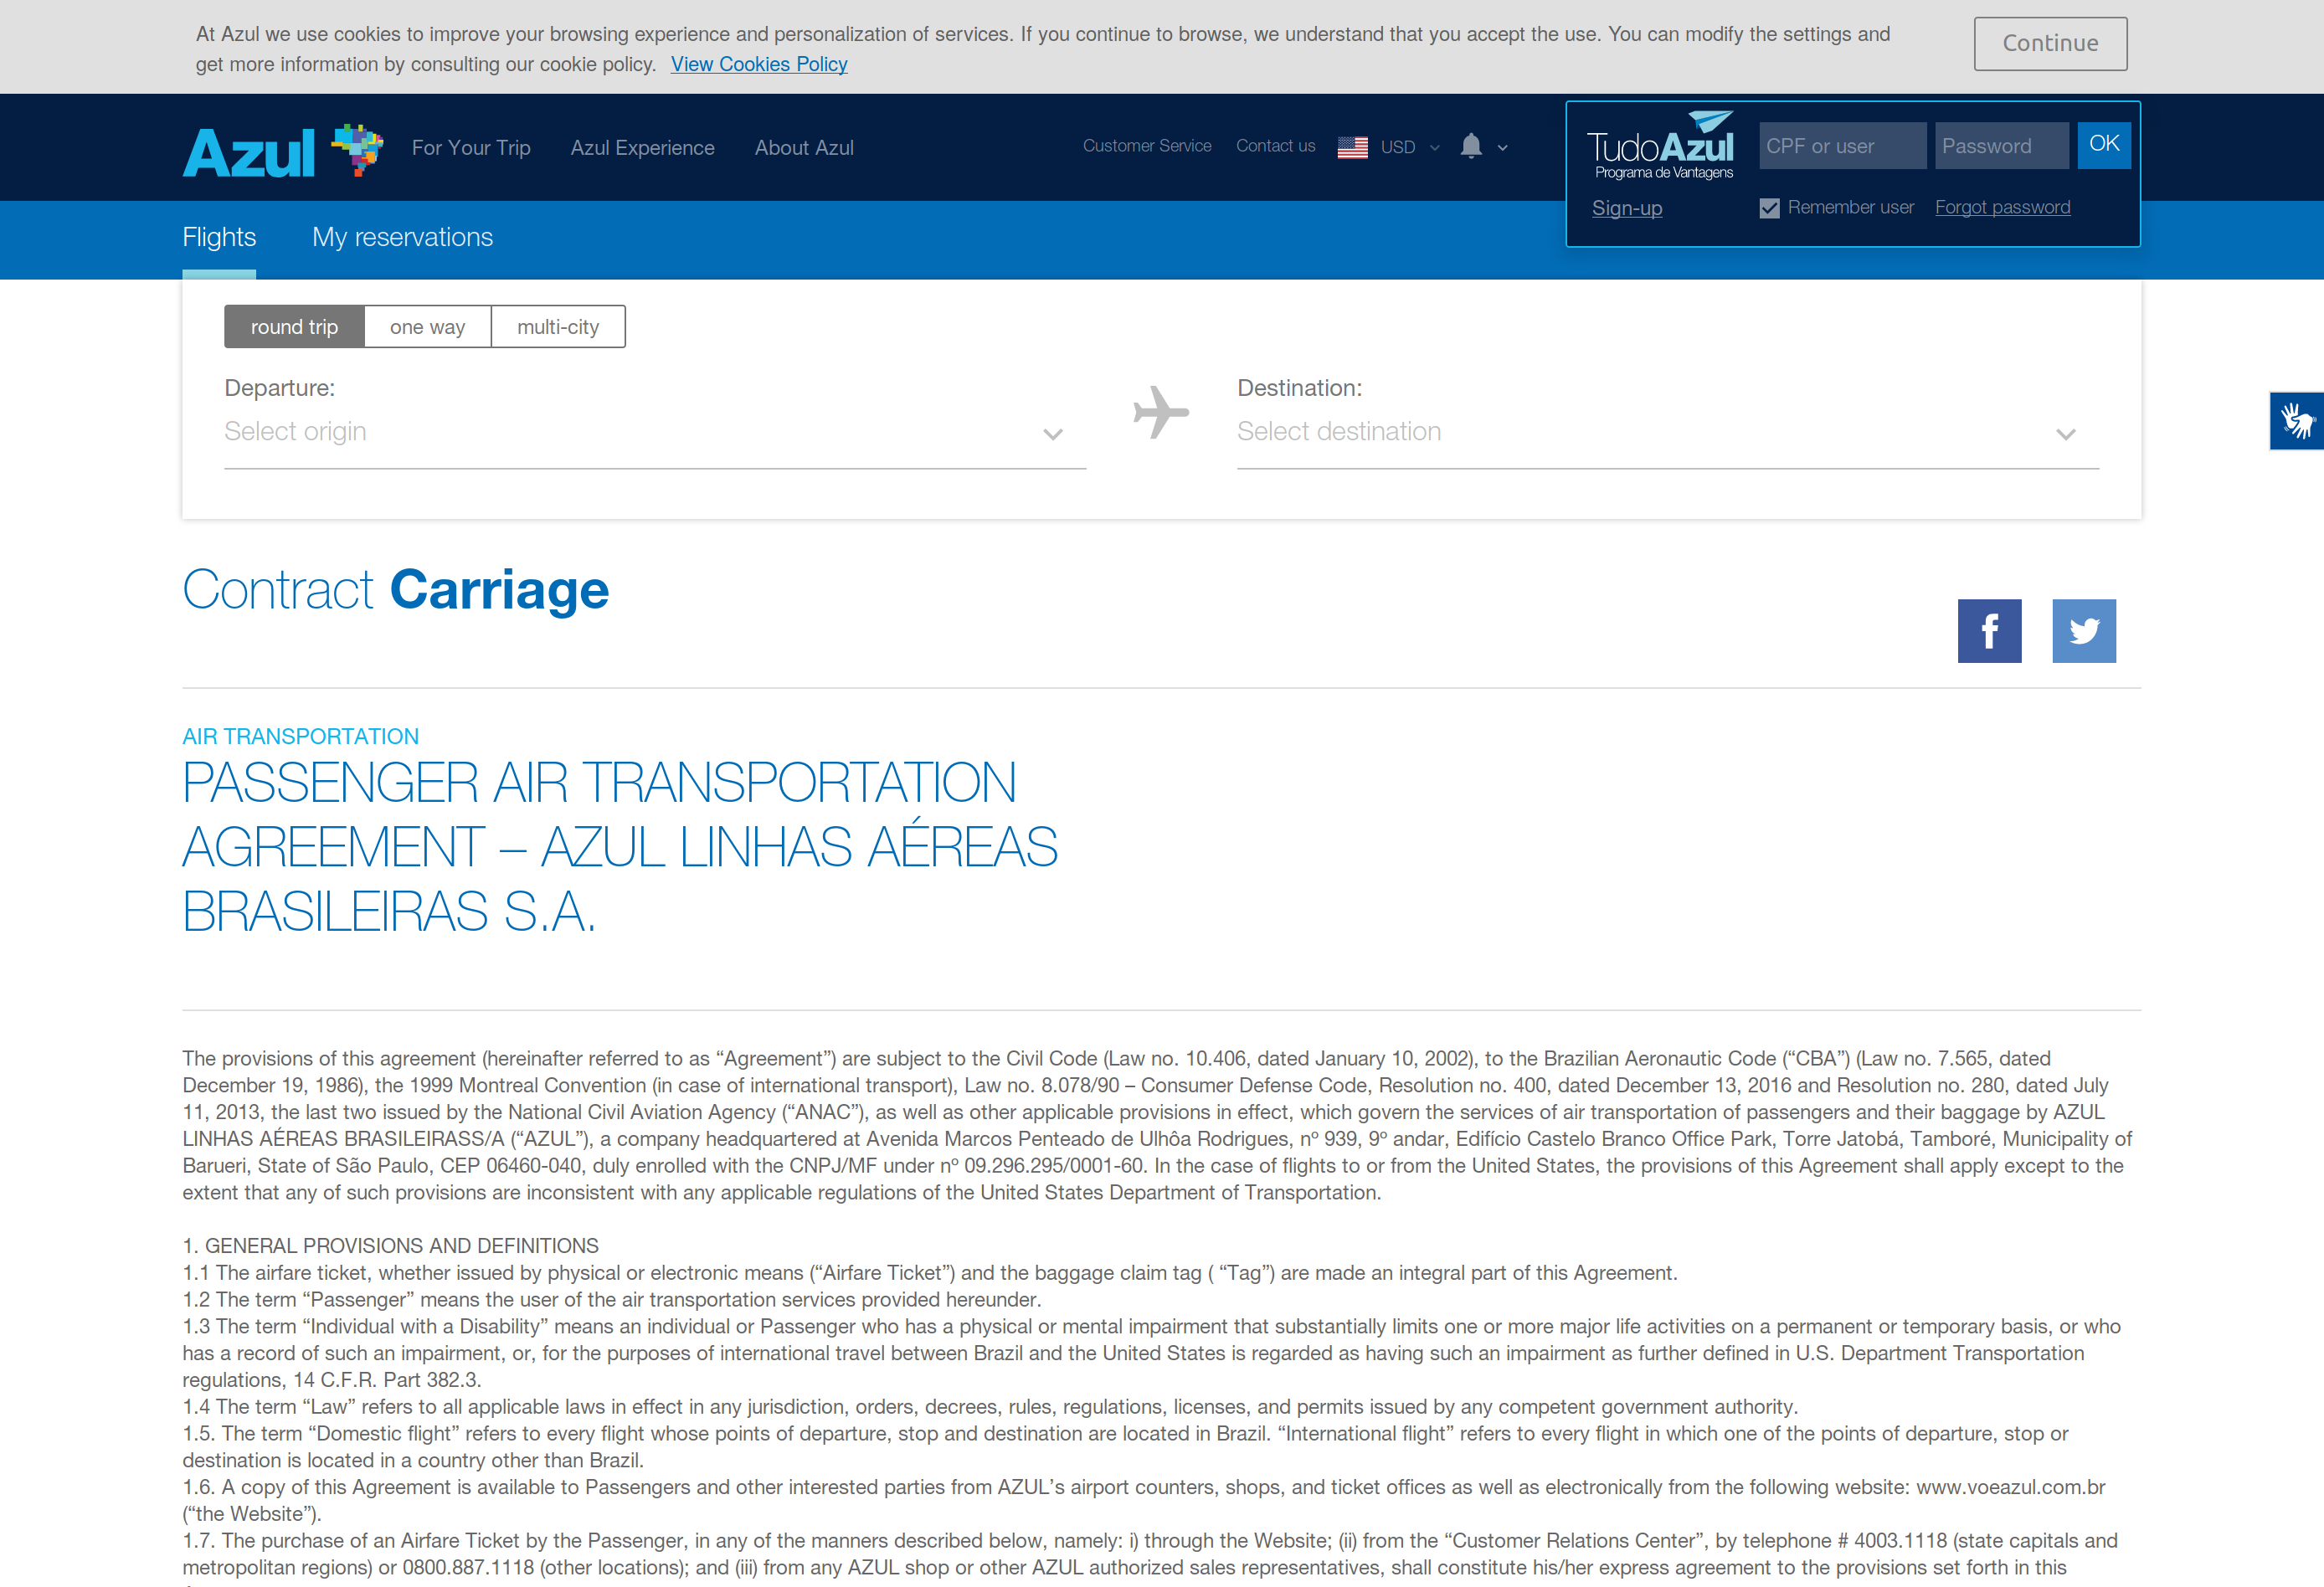 At Azul we use cookies to improve your browsing experience and personalization of services. If you continue to browse, we understand that you accept the use. You can modify the settings and
get more information by consulting our cookie policy. View Cookies Policy
Continue
Azul
For Your Trip
Azul Experience
About Azul
Customer Service
Contact us
USD
TudoAzul
Programa de Vantagens
CPF or user
Password
OK
Sign-up
Remember user
Forgot password
Flights
My reservations
round trip
one way
multi-city
Departure:
Select origin
Destination:
Select destination
Contract Carriage
AIR TRANSPORTATION
PASSENGER AIR TRANSPORTATION
AGREEMENT – AZUL LINHAS AÉREAS
BRASILEIRAS S.A.
The provisions of this agreement (hereinafter referred to as “Agreement”) are subject to the Civil Code (Law no. 10.406, dated January 10, 2002), to the Brazilian Aeronautic Code (“CBA”) (Law no. 7.565, dated
December 19, 1986), the 1999 Montreal Convention (in case of international transport), Law no. 8.078/90 – Consumer Defense Code, Resolution no. 400, dated December 13, 2016 and Resolution no. 280, dated July
11, 2013, the last two issued by the National Civil Aviation Agency (“ANAC”), as well as other applicable provisions in effect, which govern the services of air transportation of passengers and their baggage by AZUL
LINHAS AÉREAS BRASILEIRASS/A (“AZUL”), a company headquartered at Avenida Marcos Penteado de Ulhôa Rodrigues, nº 939, 9º andar, Edifício Castelo Branco Office Park, Torre Jatobá, Tamboré, Municipality of
Barueri, State of São Paulo, CEP 06460-040, duly enrolled with the CNPJ/MF under nº 09.296.295/0001-60. In the case of flights to or from the United States, the provisions of this Agreement shall apply except to the
extent that any of such provisions are inconsistent with any applicable regulations of the United States Department of Transportation.
1. GENERAL PROVISIONS AND DEFINITIONS
1.1 The airfare ticket, whether issued by physical or electronic means (“Airfare Ticket”) and the baggage claim tag ( “Tag”) are made an integral part of this Agreement.
1.2 The term “Passenger” means the user of the air transportation services provided hereunder.
1.3 The term “Individual with a Disability” means an individual or Passenger who has a physical or mental impairment that substantially limits one or more major life activities on a permanent or temporary basis, or who
has a record of such an impairment, or, for the purposes of international travel between Brazil and the United States is regarded as having such an impairment as further defined in U.S. Department Transportation
regulations, 14 C.F.R. Part 382.3.
1.4 The term “Law” refers to all applicable laws in effect in any jurisdiction, orders, decrees, rules, regulations, licenses, and permits issued by any competent government authority.
1.5. The term “Domestic flight” refers to every flight whose points of departure, stop and destination are located in Brazil. “International flight” refers to every flight in which one of the points of departure, stop or
destination is located in a country other than Brazil.
1.6. A copy of this Agreement is available to Passengers and other interested parties from AZUL’s airport counters, shops, and ticket offices as well as electronically from the following website: www.voeazul.com.br
(“the Website”).
1.7. The purchase of an Airfare Ticket by the Passenger, in any of the manners described below, namely: i) through the Website; (ii) from the “Customer Relations Center”, by telephone # 4003.1118 (state capitals and
metropolitan regions) or 0800.887.1118 (other locations); and (iii) from any AZUL shop or other AZUL authorized sales representatives, shall constitute his/her express agreement to the provisions set forth in this